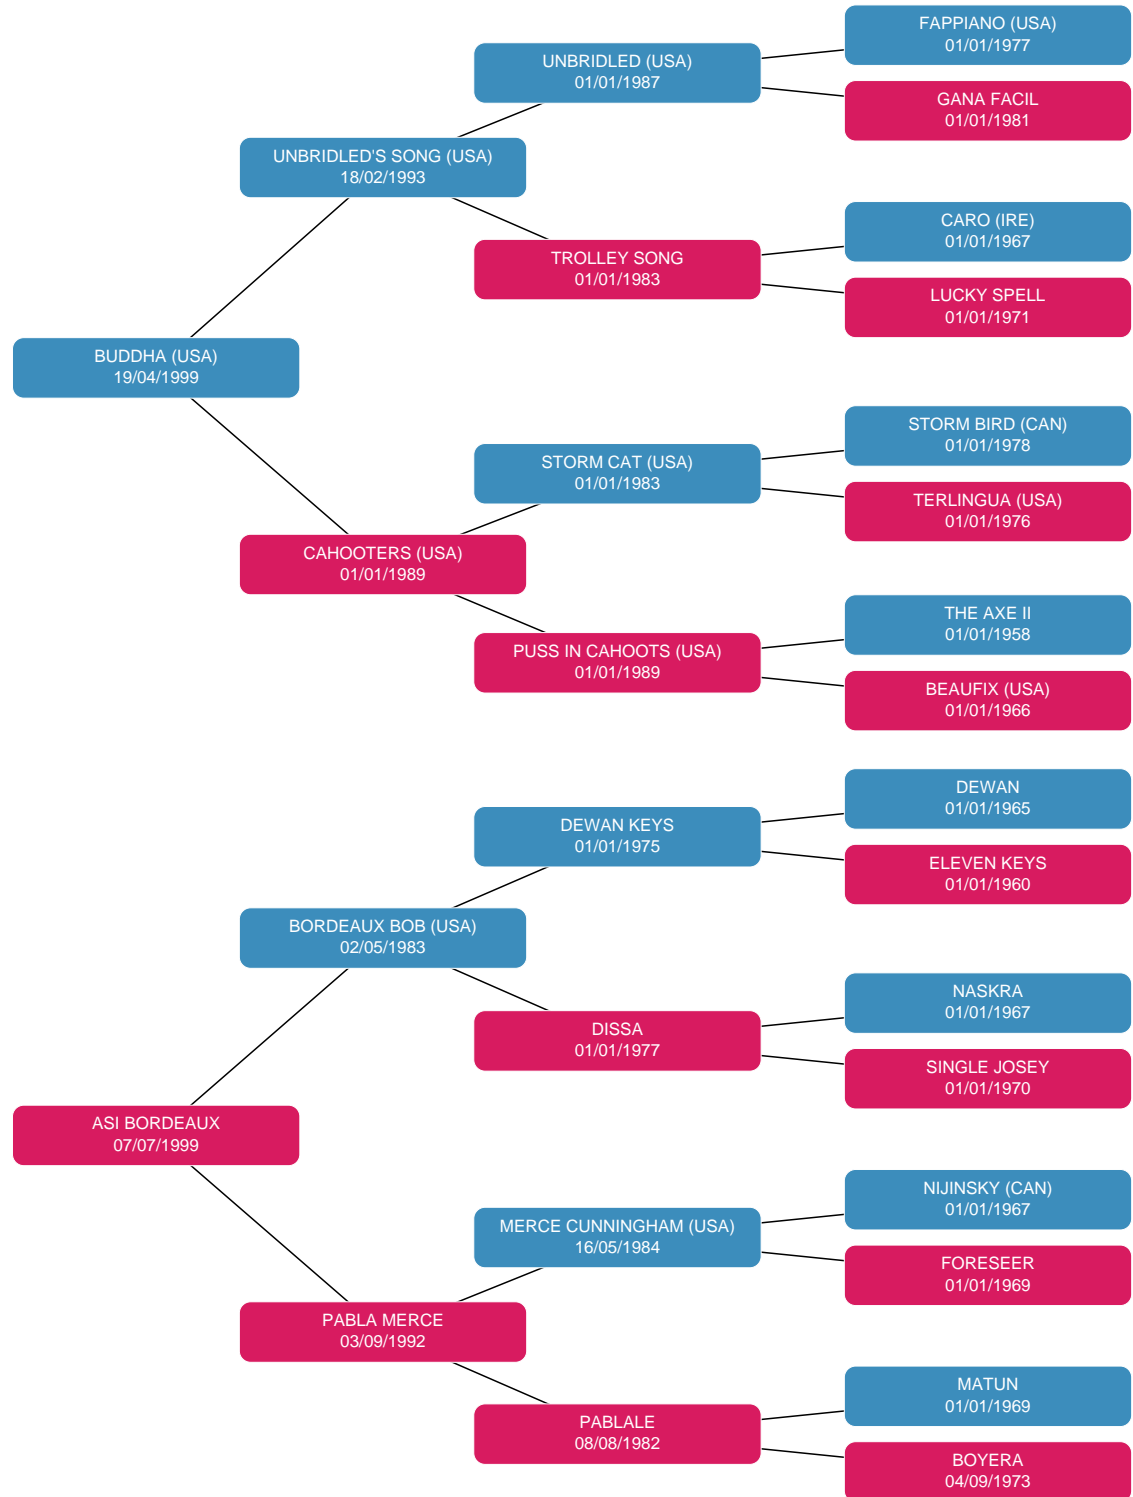 FAPPIANO (USA)
01/01/1977
UNBRIDLED (USA)
01/01/1987
GANA FACIL
01/01/1981
UNBRIDLED'S SONG (USA)
18/02/1993
CARO (IRE)
01/01/1967
TROLLEY SONG
01/01/1983
LUCKY SPELL
01/01/1971
BUDDHA (USA)
19/04/1999
STORM BIRD (CAN)
01/01/1978
STORM CAT (USA)
01/01/1983
TERLINGUA (USA)
01/01/1976
CAHOOTERS (USA)
01/01/1989
THE AXE II
01/01/1958
PUSS IN CAHOOTS (USA)
01/01/1989
BEAUFIX (USA)
01/01/1966
DEWAN
01/01/1965
DEWAN KEYS
01/01/1975
ELEVEN KEYS
01/01/1960
BORDEAUX BOB (USA)
02/05/1983
NASKRA
01/01/1967
DISSA
01/01/1977
SINGLE JOSEY
01/01/1970
ASI BORDEAUX
07/07/1999
NIJINSKY (CAN)
01/01/1967
MERCE CUNNINGHAM (USA)
16/05/1984
FORESEER
01/01/1969
PABLA MERCE
03/09/1992
MATUN
01/01/1969
PABLALE
08/08/1982
BOYERA
04/09/1973